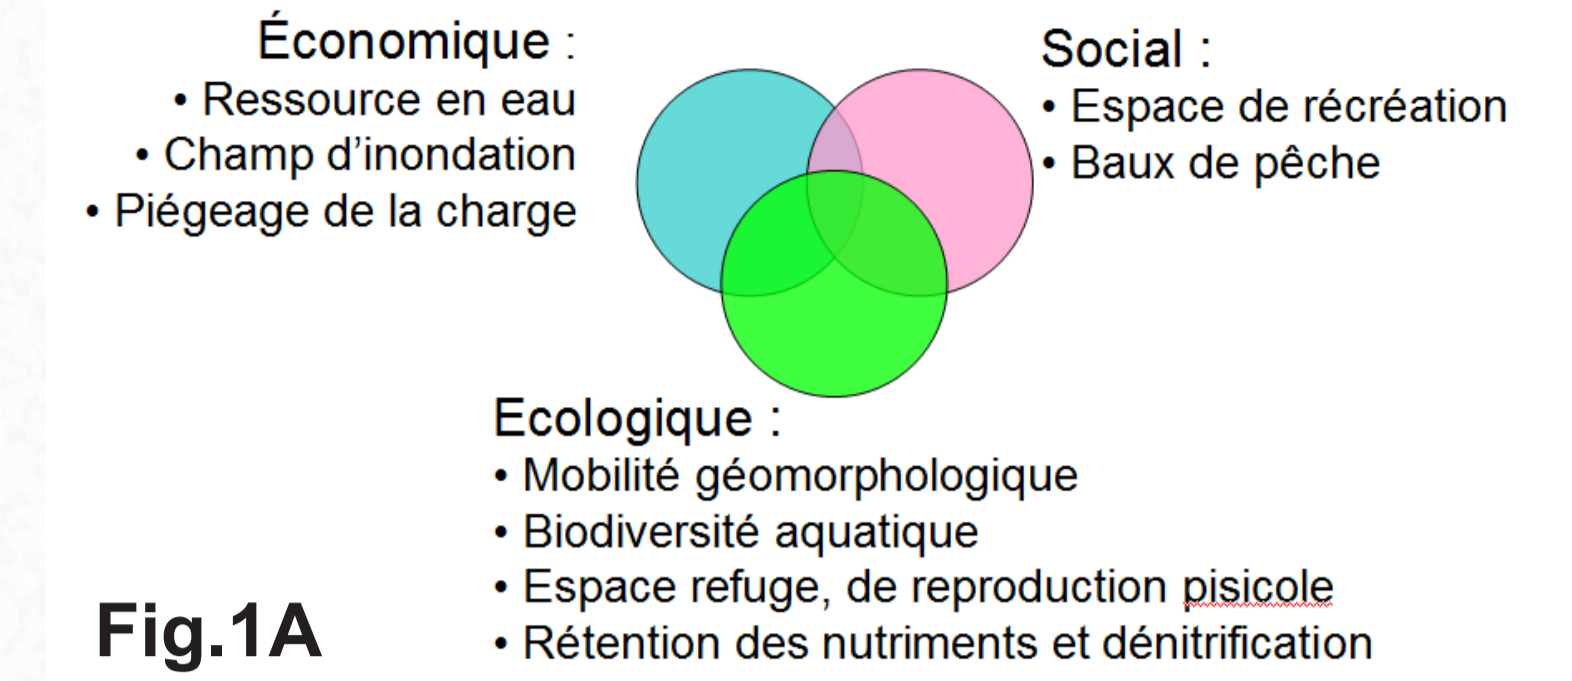 Économique :
• Ressource en eau
• Champ d’inondation
• Piégeage de la charge
Social :
• Espace de récréation
• Baux de pêche
Ecologique :
• Mobilité géomorphologique
• Biodiversité aquatique
• Espace refuge, de reproduction pisicole
• Rétention des nutriments et dénitrification
Fig.1A